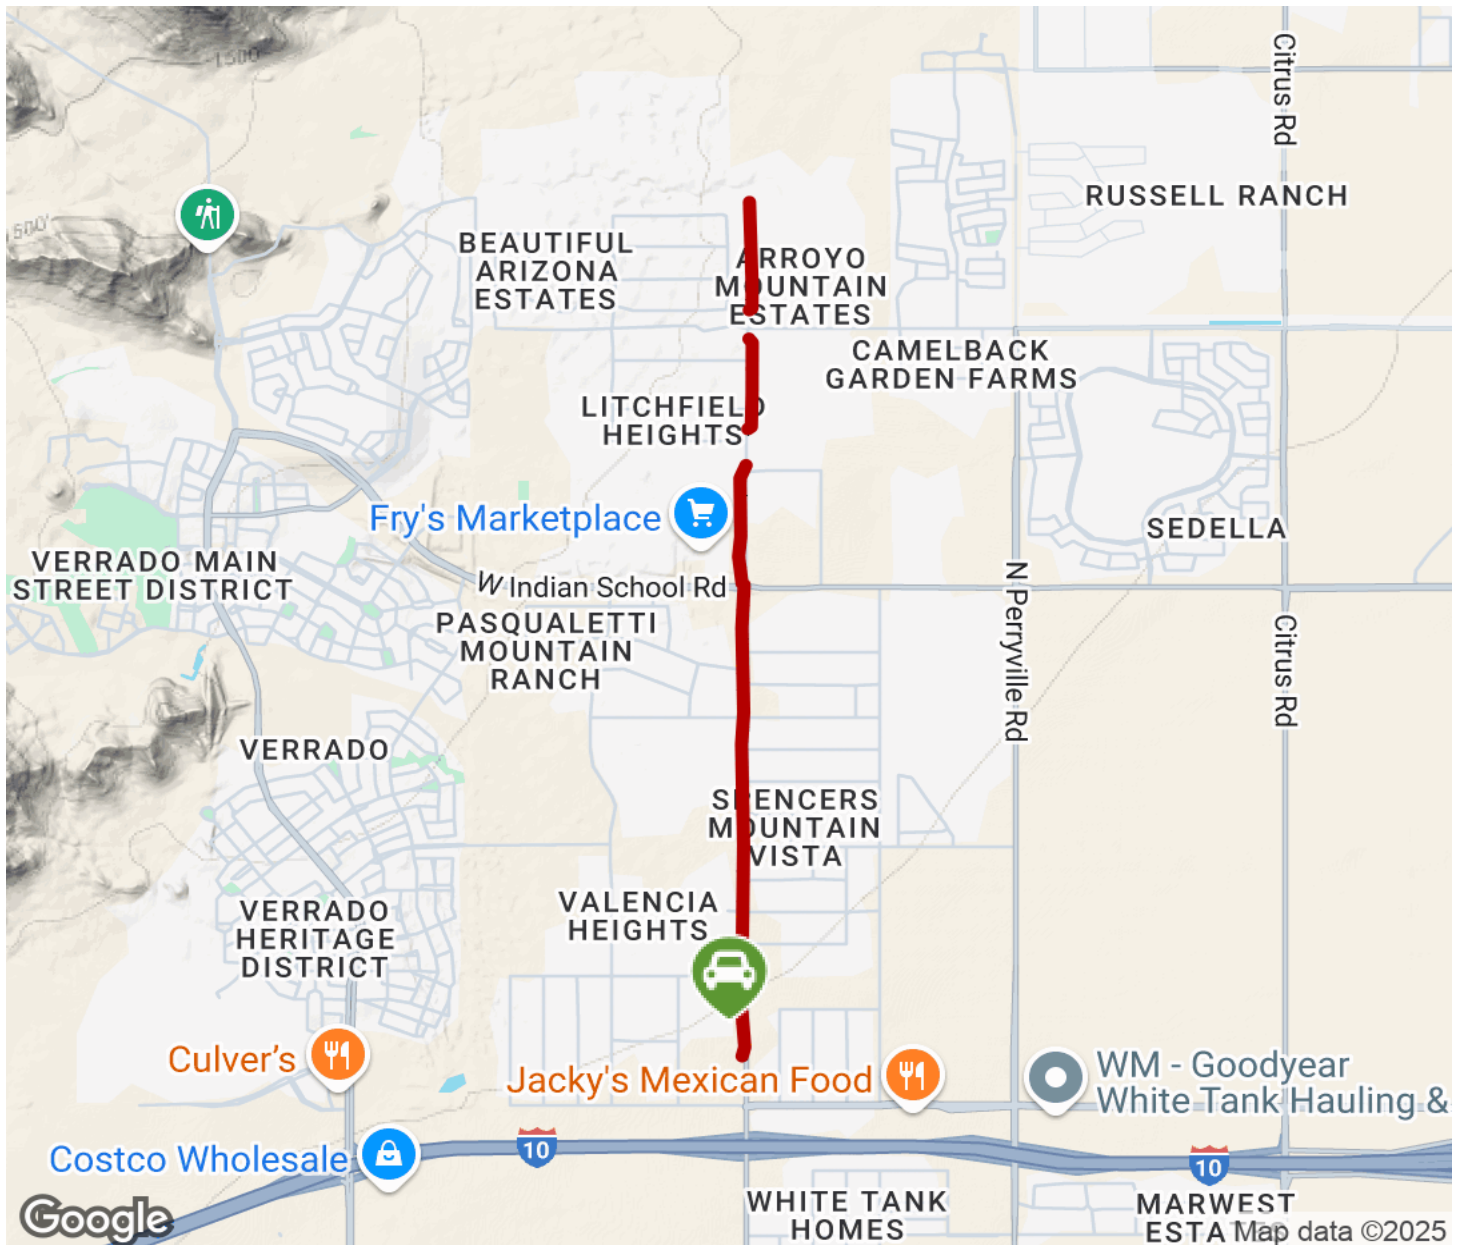 1500
Citrus Rd
RUSSELL RANCH
500'
BEAUTIFUL
ARIZONA
ESTATES
ARROYO
MOUNTAIN
ESTATES
CAMELBACK
GARDEN FARMS
LITCHFIELD
HEIGHTS
Fry's Marketplace
SEDELLA
VERRADO MAIN
STREET DISTRICT
W Indian School Rd
N Perryville Rd
PASQUALETTI
MOUNTAIN
RANCH
Citrus Rd
VERRADO
SPENCERS
MOUNTAIN
VISTA
VALENCIA
HEIGHTS
VERRADO
HERITAGE
DISTRICT
Culver's
Jacky's Mexican Food
WM - Goodyear
White Tank Hauling &
10
10
Costco Wholesale
WHITE TANK
HOMES
MARWEST
ESTATES
Google
Map data ©2025